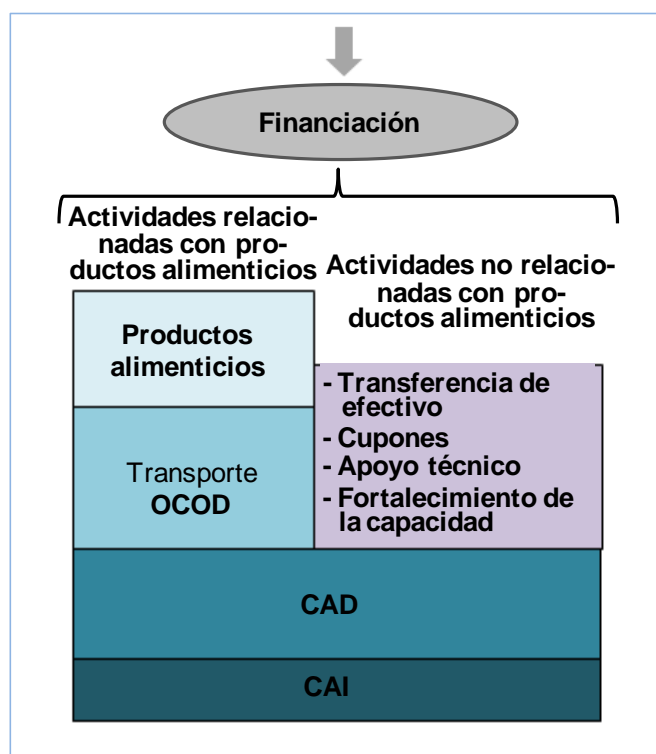 Financiación
Actividades relacio-
nadas con pro-
ductos alimenticios
Actividades no relacio-
nadas con pro-
ductos alimenticios
Productos
alimenticios
- Transferencia de
efectivo
- Cupones
- Apoyo técnico
- Fortalecimiento de
la capacidad
Transporte
OCOD
CAD
CAI